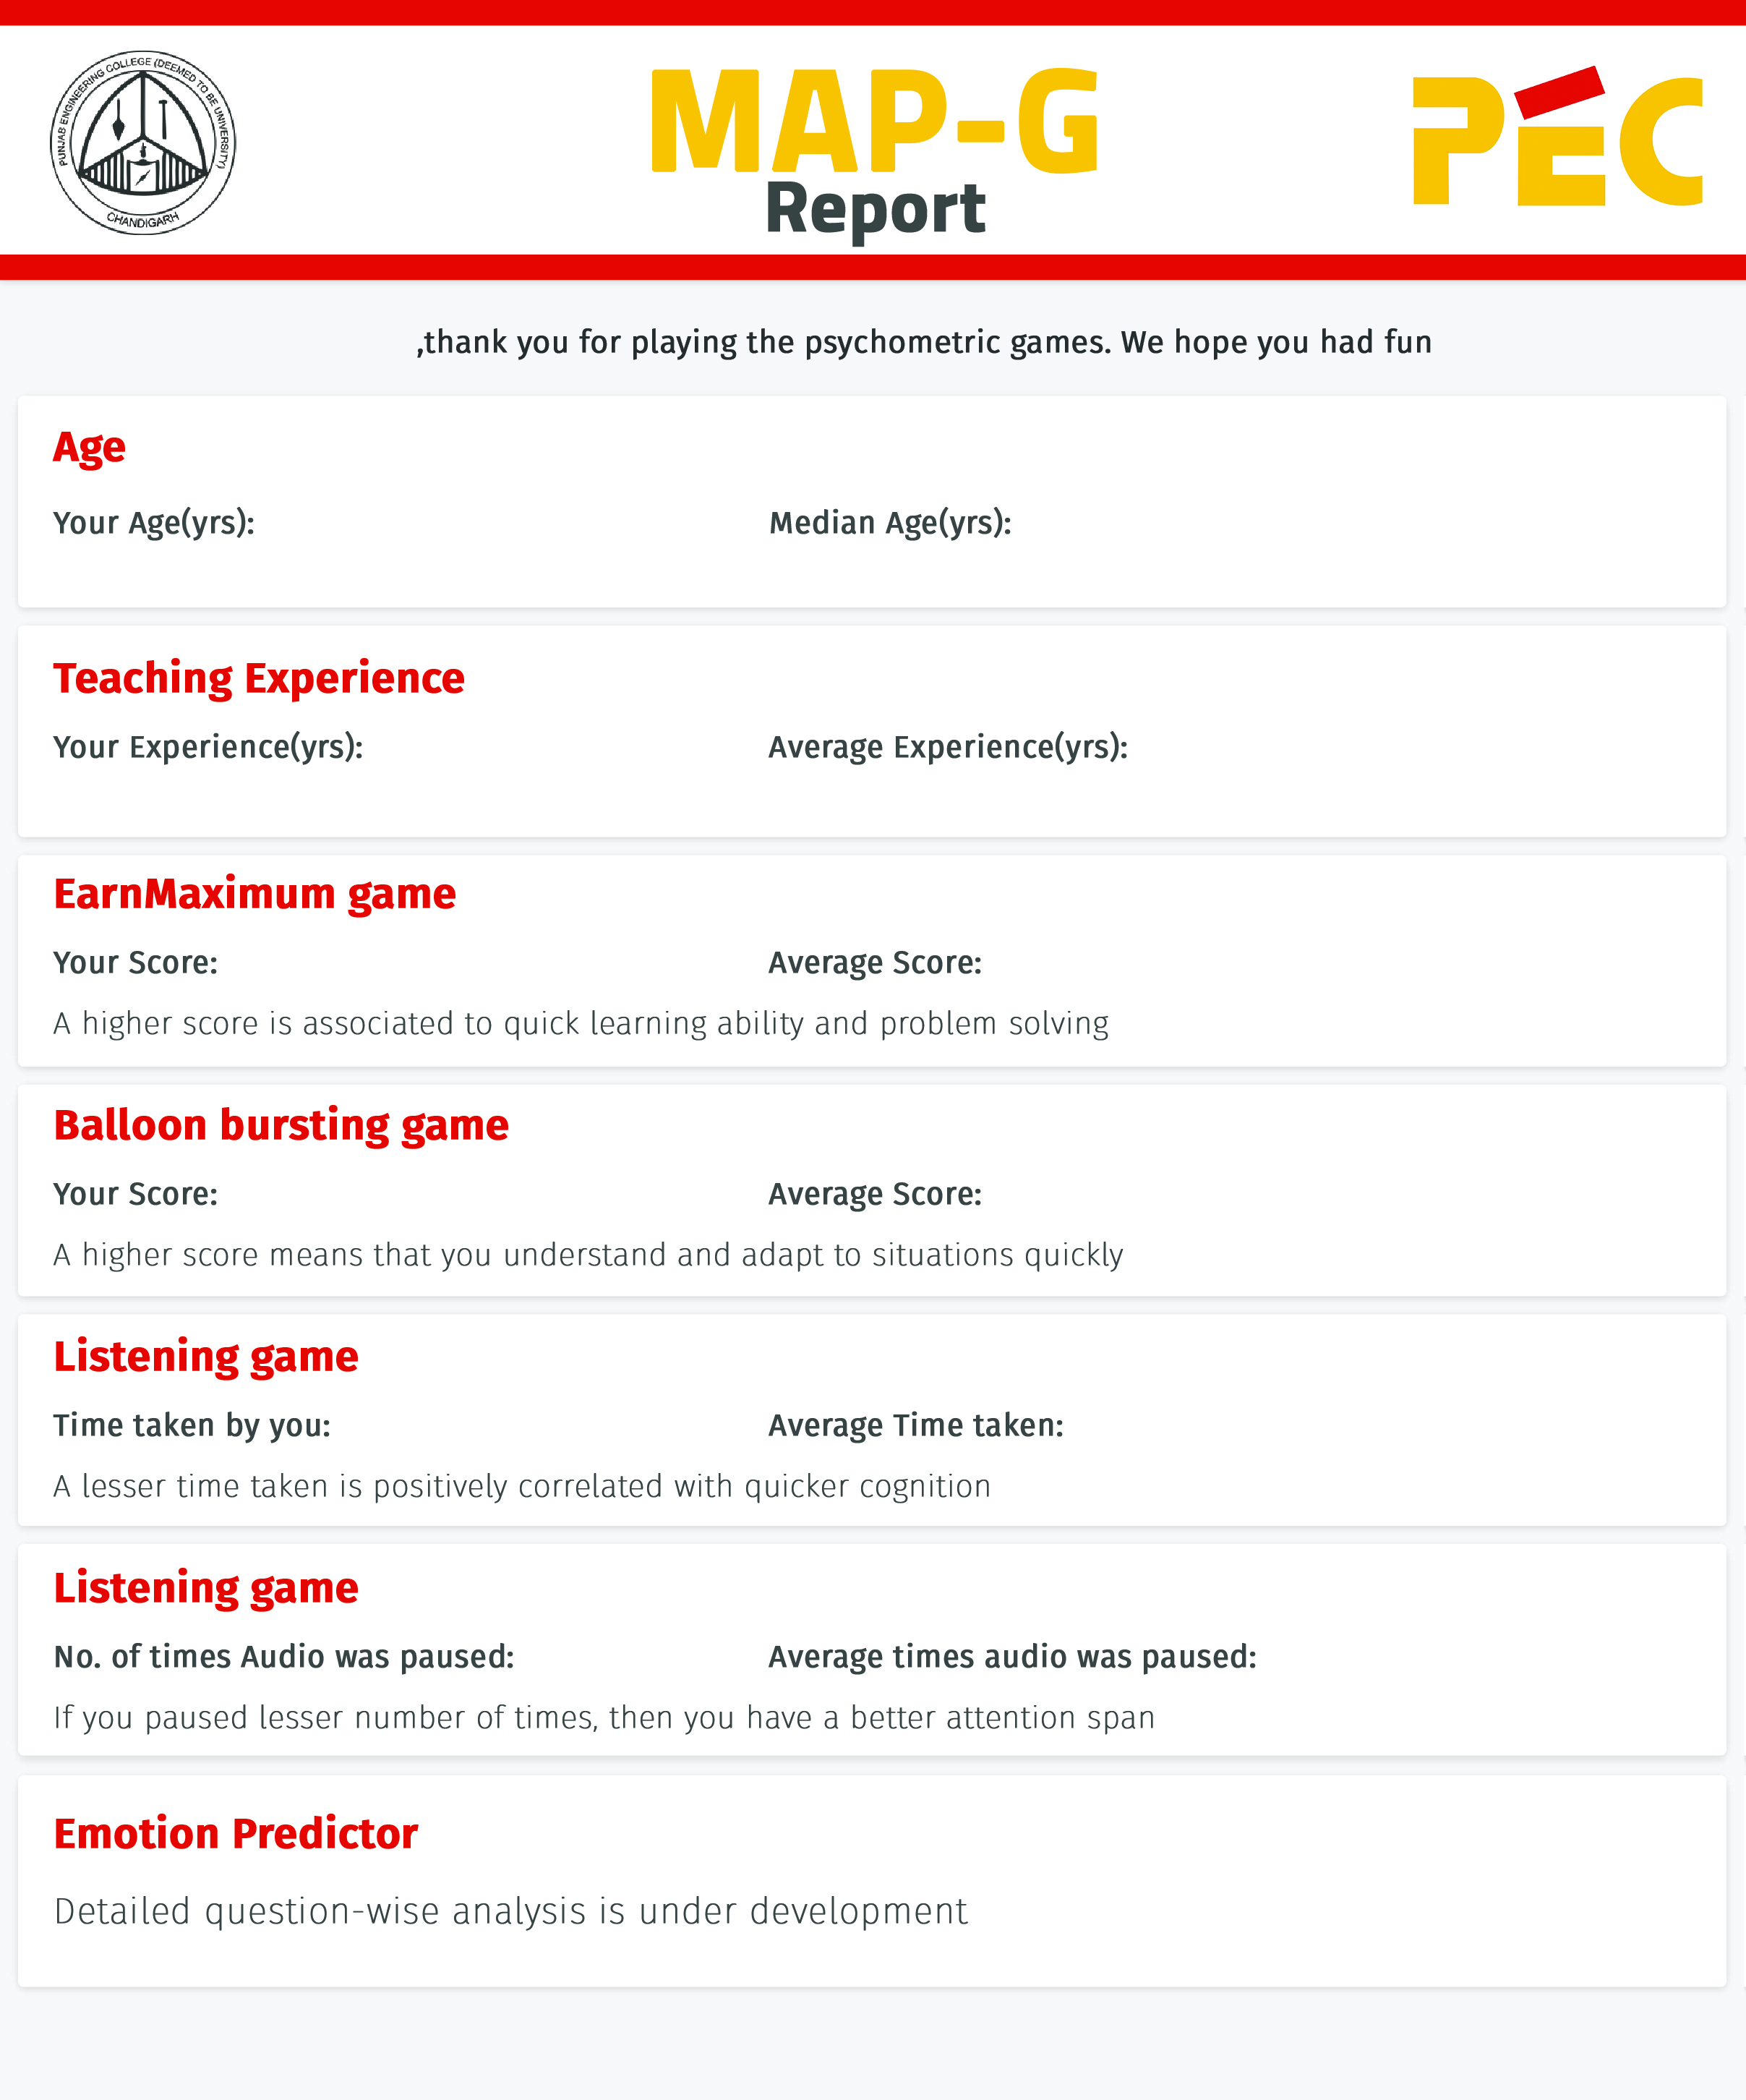 PUNJAB ENGINEERING COLLEGE (DEEMED TO BE UNIVERSITY)
CHANDIGARH
MAP-G
Report
PEC
,thank you for playing the psychometric games. We hope you had fun
Age
Your Age(yrs): Median Age(yrs):
Teaching Experience
Your Experience(yrs): Average Experience(yrs):
EarnMaximum game
Your Score: Average Score:
A higher score is associated to quick learning ability and problem solving
Balloon bursting game
Your Score: Average Score:
A higher score means that you understand and adapt to situations quickly
Listening game
Time taken by you: Average Time taken:
A lesser time taken is positively correlated with quicker cognition
Listening game
No. of times Audio was paused: Average times audio was paused:
If you paused lesser number of times, then you have a better attention span
Emotion Predictor
Detailed question-wise analysis is under development